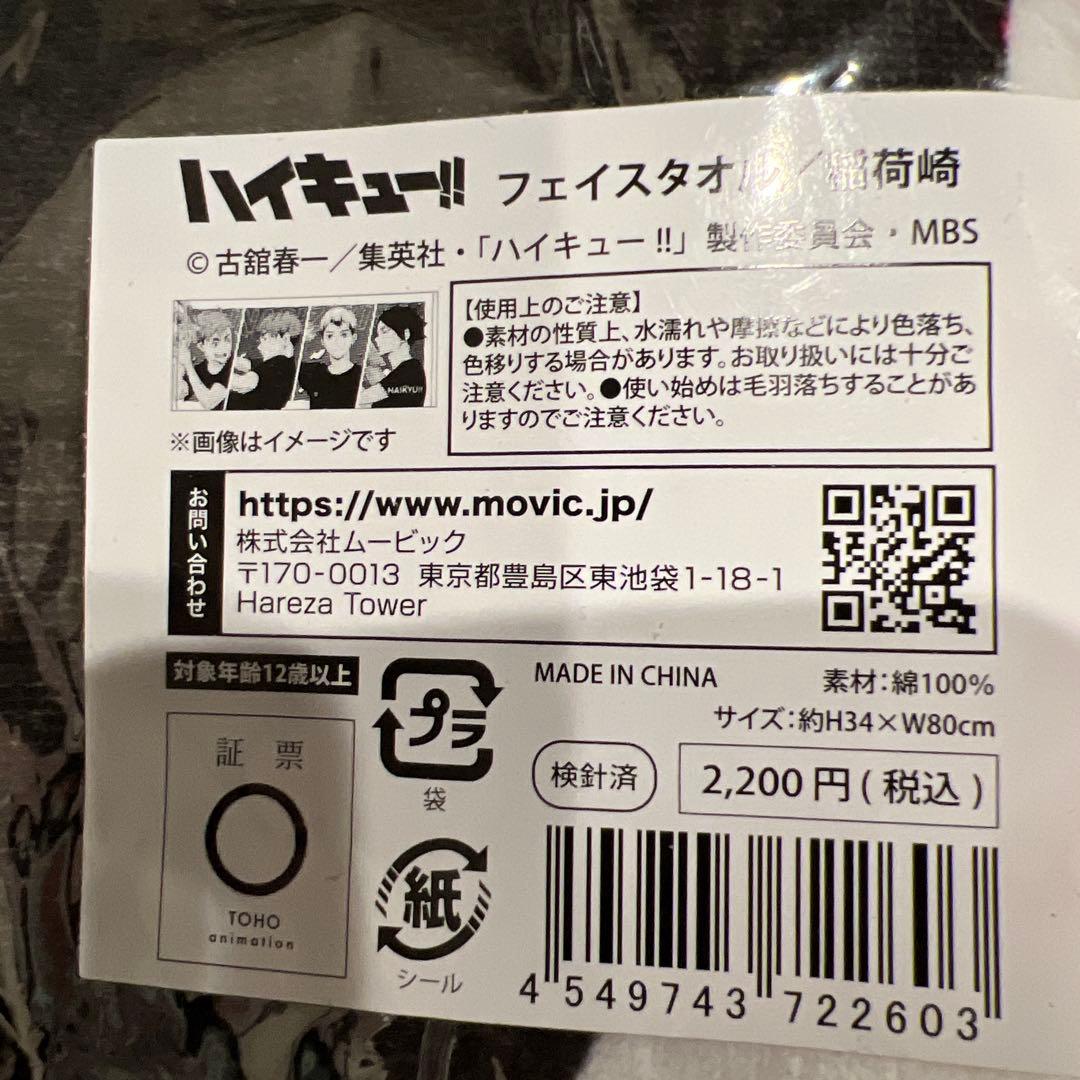 ハイキュー!! フェイスタオル／稲荷崎
©古舘春一／集英社・「ハイキュー!!」製作委員会・MBS
HAIKYU!!
※画像はイメージです
【使用上のご注意】
●素材の性質上、水濡れや摩擦などにより色落ち、
色移りする場合があります。お取り扱いには十分ご
注意ください。●使い始めは毛羽落ちすることがあ
りますのでご注意ください。
お問い合わせ
https://www.movic.jp/
株式会社ムービック
〒170-0013 東京都豊島区東池袋1-18-1
Hareza Tower
対象年齢12歳以上
証 票
TOHO
animation
プラ
袋
紙
シール
MADE IN CHINA
素材：綿100%
サイズ：約H34×W80cm
検針済
2,200円(税込)
4 549743 722603